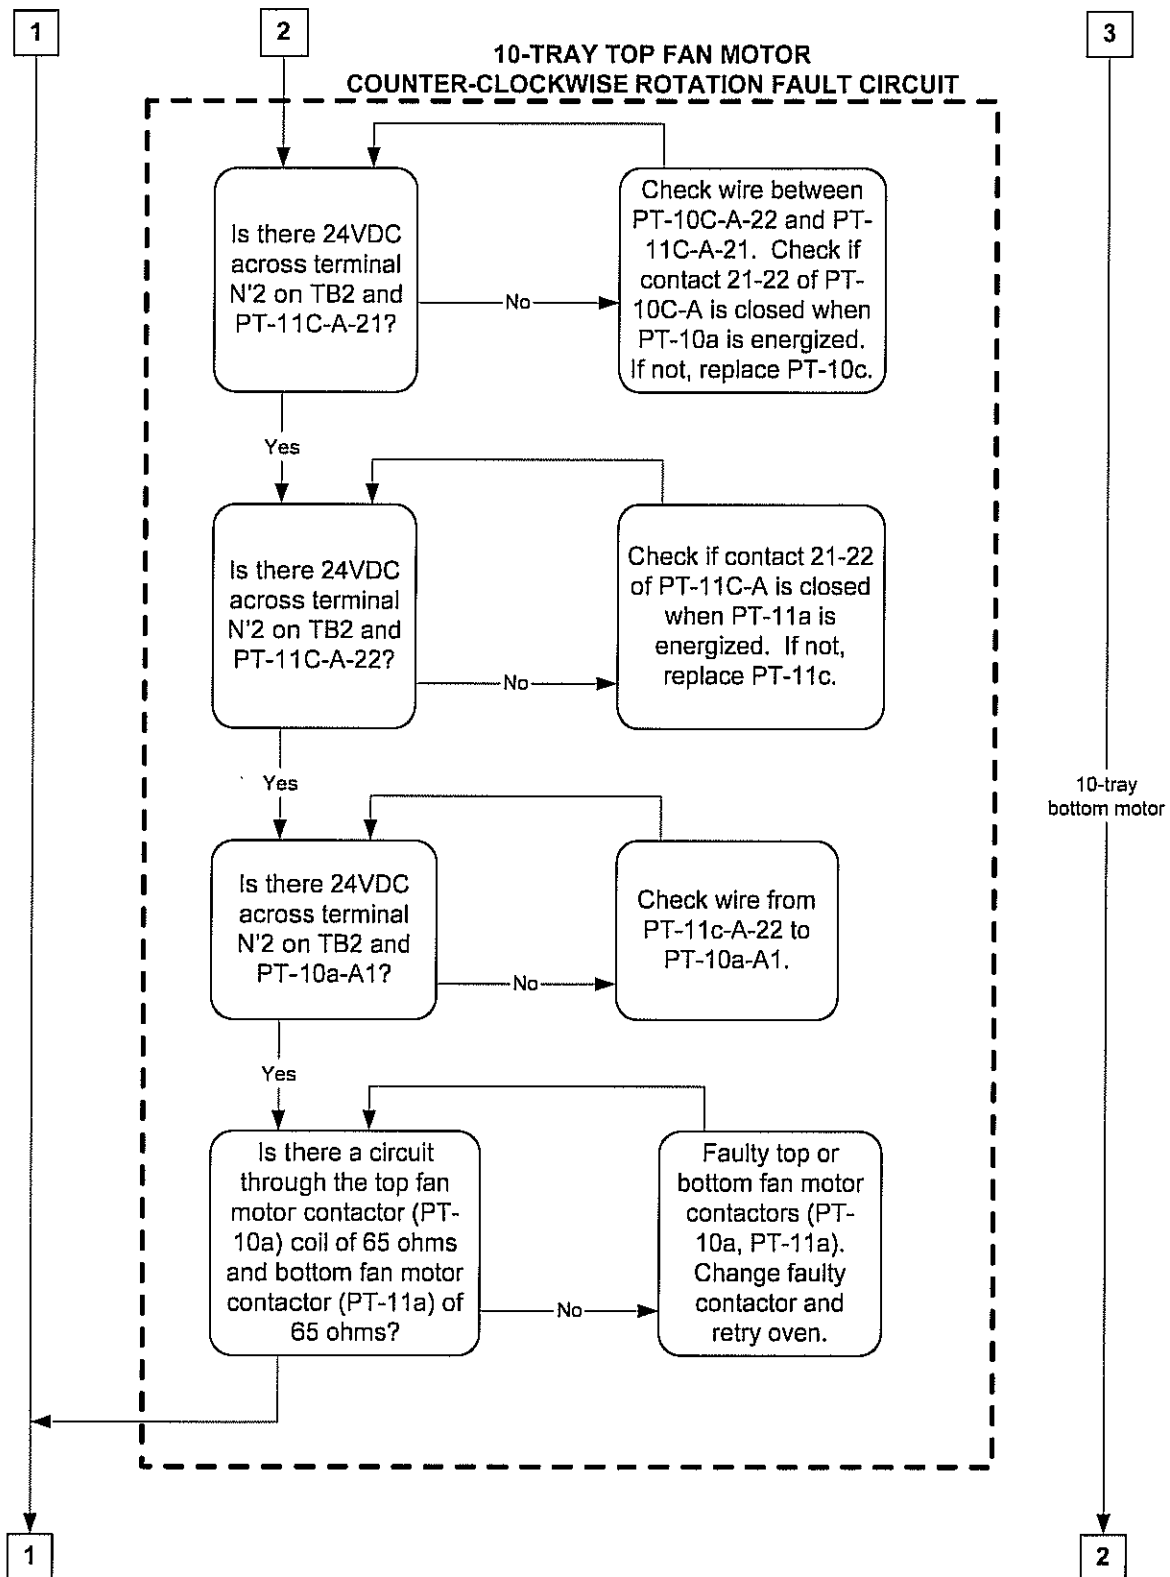 1
2
3
10-TRAY TOP FAN MOTOR
COUNTER-CLOCKWISE ROTATION FAULT CIRCUIT
Is there 24VDC
across terminal
N'2 on TB2 and
PT-11C-A-21?
No
Check wire between
PT-10C-A-22 and PT-
11C-A-21. Check if
contact 21-22 of PT-
10C-A is closed when
PT-10a is energized.
If not, replace PT-10c.
Yes
Is there 24VDC
across terminal
N'2 on TB2 and
PT-11C-A-22?
No
Check if contact 21-22
of PT-11C-A is closed
when PT-11a is
energized. If not,
replace PT-11c.
Yes
10-tray
bottom motor
Is there 24VDC
across terminal
N'2 on TB2 and
PT-10a-A1?
No
Check wire from
PT-11c-A-22 to
PT-10a-A1.
Yes
Is there a circuit
through the top fan
motor contactor (PT-
10a) coil of 65 ohms
and bottom fan motor
contactor (PT-11a) of
65 ohms?
No
Faulty top or
bottom fan motor
contactors (PT-
10a, PT-11a).
Change faulty
contactor and
retry oven.
1
2